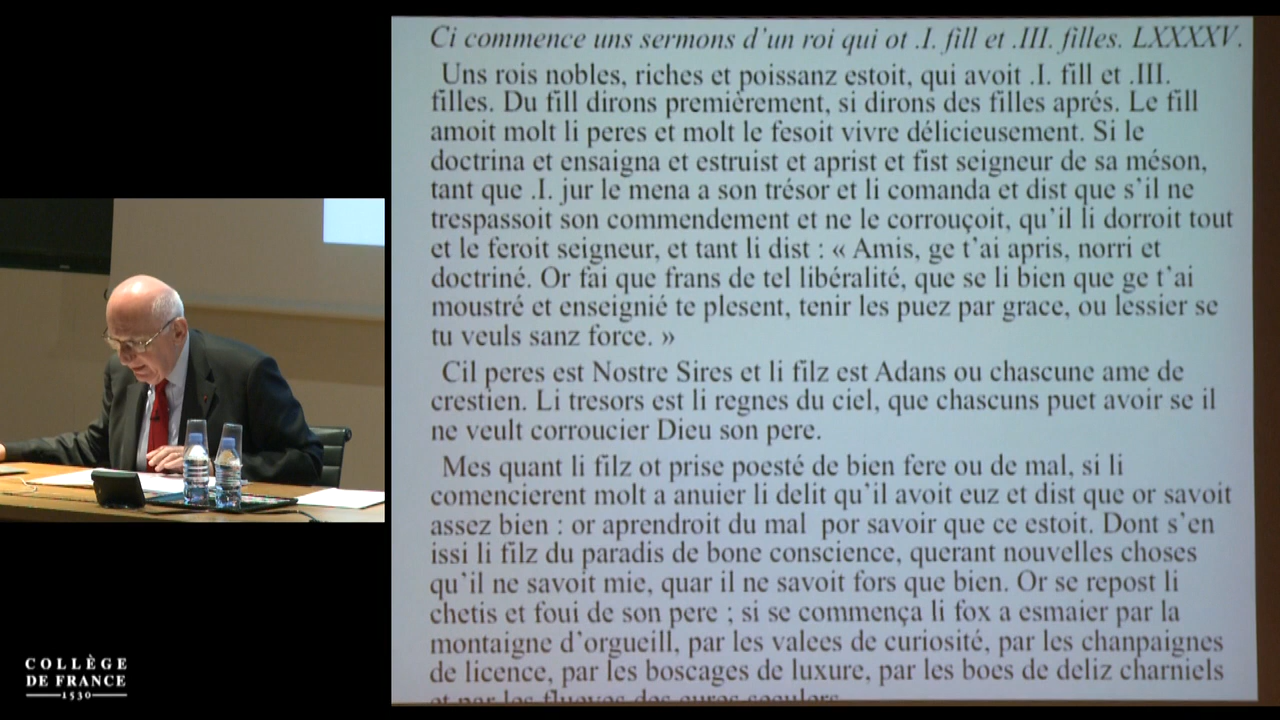 Ci commence uns sermons d'un roi qui ot .I. fill et .III. filles. LXXXXV.
Uns rois nobles, riches et poissanz estoit, qui avoit .I. fill et .III.
filles. Du fill dirons premièrement, si dirons des filles aprés. Le fill
amoit molt li peres et molt le fesoit vivre délicieusement. Si le
doctrina et ensaigna et estruist et aprist et fist seigneur de sa méson,
tant que .I. jur le mena a son trésor et li comanda et dist que s'il ne
trespassoit son commendement et ne le corrouçoit, qu'il li dorroit tout
et le feroit seigneur, et tant li dist : « Amis, ge t'ai apris, norri et
doctriné. Or fai que frans de tel libéralité, que se li bien que ge t'ai
moustré et enseignié te plesent, tenir les puez par grace, ou lessier se
tu veuls sanz force. »
Cil peres est Nostre Sires et li filz est Adans ou chascune ame de
crestien. Li tresors est li regnes du ciel, que chascuns puet avoir se il
ne veult corroucier Dieu son pere.
Mes quant li filz ot prise poesté de bien fere ou de mal, si li
comencierent molt a anuier li delit qu'il avoit euz et dist que or savoit
assez bien : or aprendroit du mal por savoir que ce estoit. Dont s'en
issi li filz du paradis de bone conscience, querant nouvelles choses
qu'il ne savoit mie, quar il ne savoit fors que bien. Or se repost li
chetis et foui de son pere ; si se commença li fox a esmaier par la
montaigne d'orgueill, par les valees de curiosité, par les chanpaignes
de licence, par les boscages de luxure, par les boes de deliz charniels
et par les flueves des cures seculers
COLLÈGE
DE FRANCE
1530